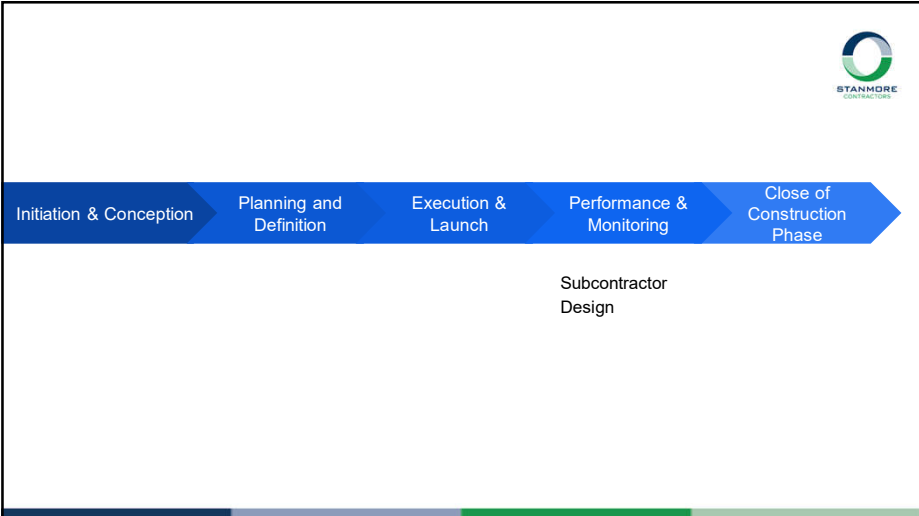 STANMORE
CONTRACTORS
Initiation & Conception
Planning and
Definition
Execution &
Launch
Performance &
Monitoring
Close of
Construction
Phase
Subcontractor
Design